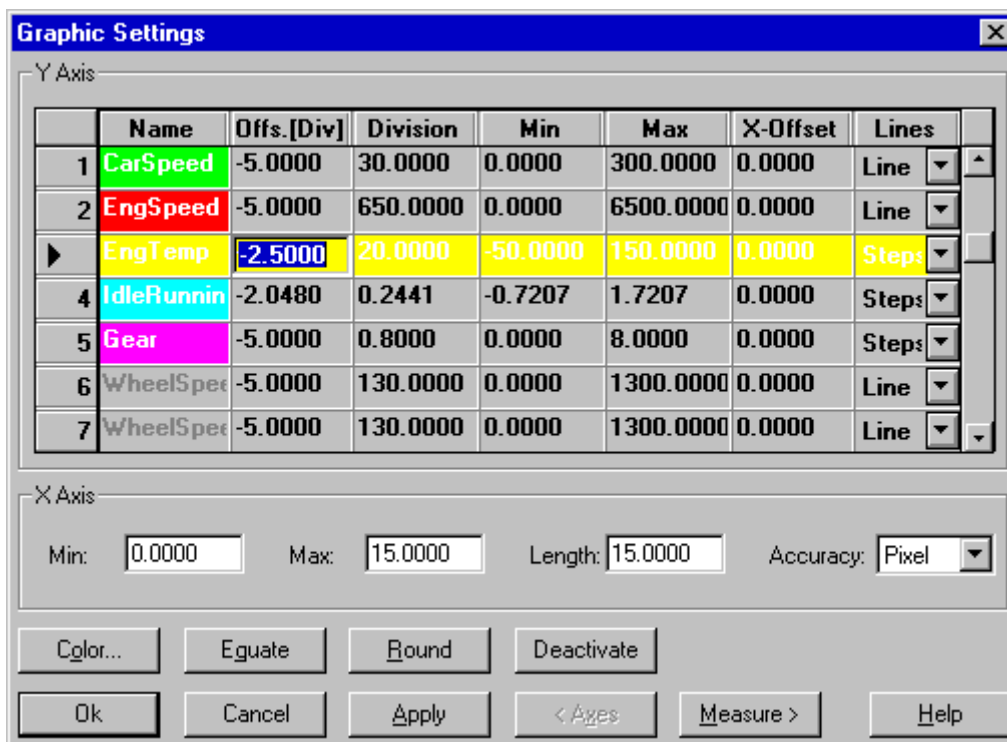 Graphic Settings
Y Axis
Name Offs.[Div] Division Min Max X-Offset Lines
1 CarSpeed -5.0000 30.0000 0.0000 300.0000 0.0000 Line
2 EngSpeed -5.0000 650.0000 0.0000 6500.0000 0.0000 Line
EngTemp -2.5000 20.0000 -50.0000 150.0000 0.0000 Steps
4 IdleRunnin -2.0480 0.2441 -0.7207 1.7207 0.0000 Steps
5 Gear -5.0000 0.8000 0.0000 8.0000 0.0000 Steps
6 WheelSpee -5.0000 130.0000 0.0000 1300.0000 0.0000 Line
7 WheelSpee -5.0000 130.0000 0.0000 1300.0000 0.0000 Line
X Axis
Min: 0.0000 Max: 15.0000 Length: 15.0000 Accuracy: Pixel
Color... Equate Round Deactivate
Ok Cancel Apply < Axes Measure > Help